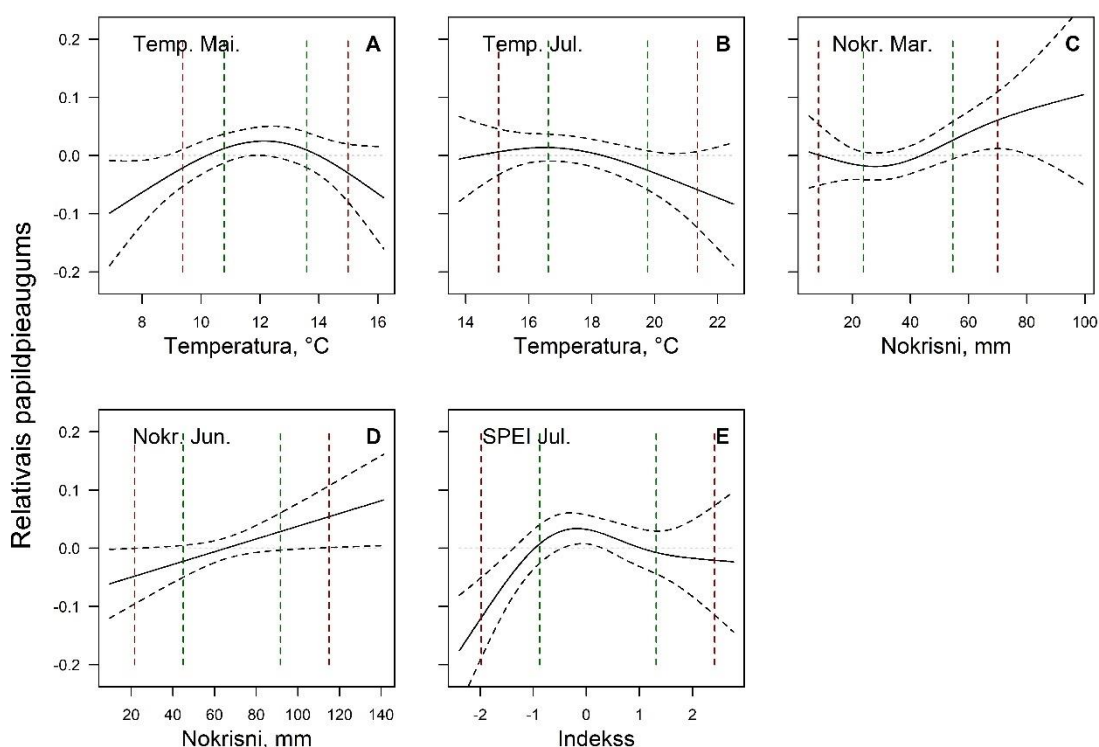 Relativais papildpieaugums
Temp. Mai. A
0.2
0.1
0.0
-0.1
-0.2
8 10 12 14 16
Temperatura, °C
Temp. Jul. B
14 16 18 20 22
Temperatura, °C
Nokr. Mar. C
20 40 60 80 100
Nokrisni, mm
Nokr. Jun. D
0.2
0.1
0.0
-0.1
-0.2
20 40 60 80 100 120 140
Nokrisni, mm
SPEI Jul. E
-2 -1 0 1 2
Indekss